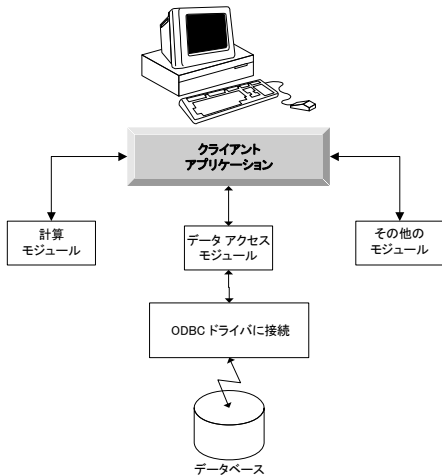 クライアント
アプリケーション
計算
モジュール
データ アクセス
モジュール
その他の
モジュール
ODBC ドライバに接続
データベース